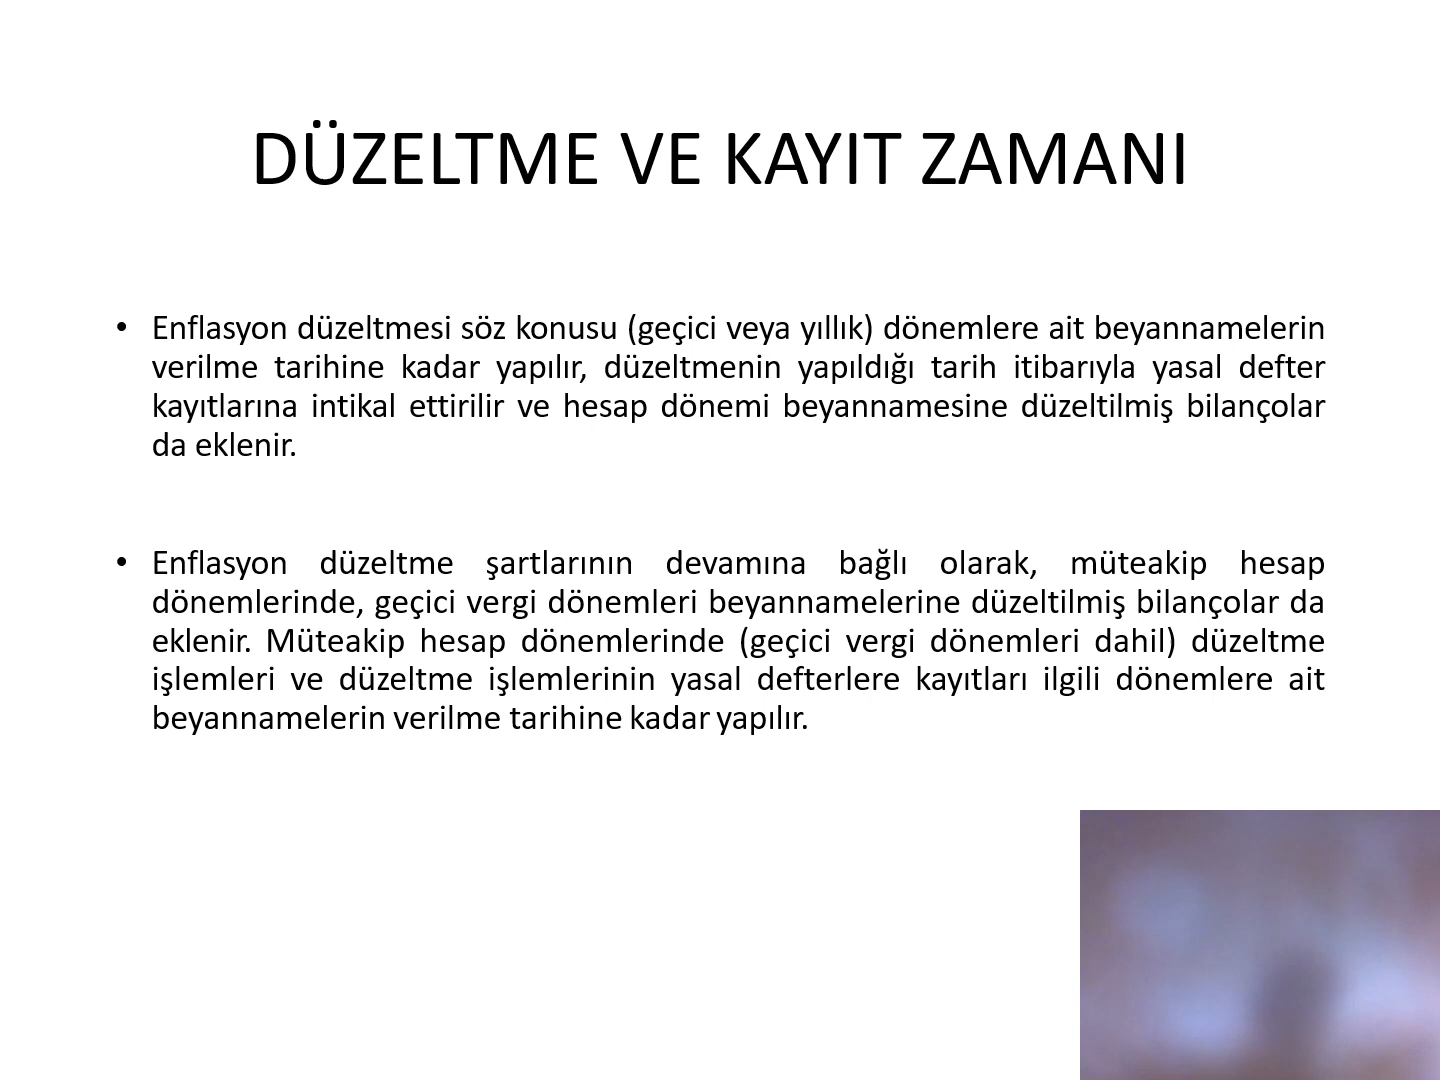 DÜZELTME VE KAYIT ZAMANI
• Enflasyon düzeltmesi söz konusu (geçici veya yıllık) dönemlere ait beyannamelerin
verilme tarihine kadar yapılır, düzeltmenin yapıldığı tarih itibarıyla yasal defter
kayıtlarına intikal ettirilir ve hesap dönemi beyannamesine düzeltilmiş bilançolar
da eklenir.
• Enflasyon düzeltme şartlarının devamına bağlı olarak, müteakip hesap
dönemlerinde, geçici vergi dönemleri beyannamelerine düzeltilmiş bilançolar da
eklenir. Müteakip hesap dönemlerinde (geçici vergi dönemleri dahil) düzeltme
işlemleri ve düzeltme işlemlerinin yasal defterlere kayıtları ilgili dönemlere ait
beyannamelerin verilme tarihine kadar yapılır.